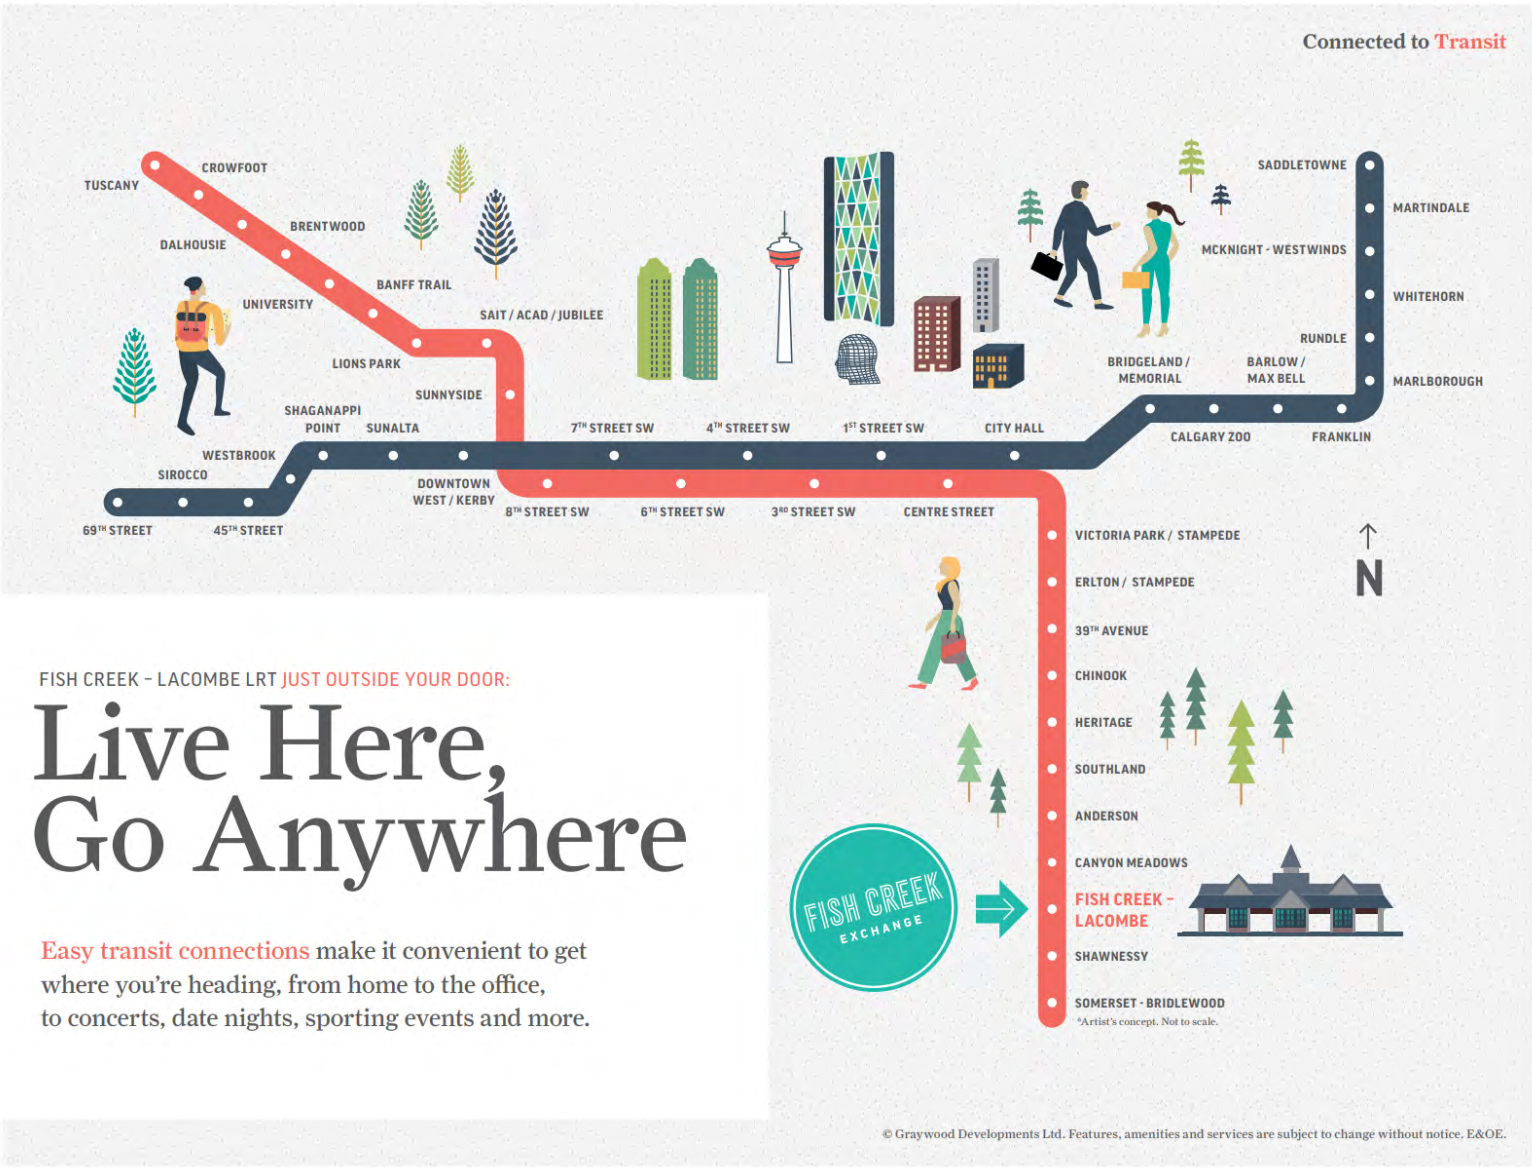 Connected to Transit
TUSCANY
CROWFOOT
DALHOUSIE
BRENTWOOD
UNIVERSITY
BANFF TRAIL
LIONS PARK
SAIT / ACAD / JUBILEE
SUNNYSIDE
SADDLETOWNE
MARTINDALE
MCKNIGHT - WESTWINDS
WHITEHORN
RUNDLE
MARLBOROUGH
BRIDGELAND /
MEMORIAL
BARLOW /
MAX BELL
CALGARY ZOO
FRANKLIN
SHAGANAPPI
POINT
SUNALTA
WESTBROOK
SIROCCO
69TH STREET
45TH STREET
DOWNTOWN
WEST / KERBY
7TH STREET SW
4TH STREET SW
1ST STREET SW
CITY HALL
8TH STREET SW
6TH STREET SW
3RD STREET SW
CENTRE STREET
VICTORIA PARK / STAMPEDE
ERLTON / STAMPEDE
39TH AVENUE
CHINOOK
HERITAGE
SOUTHLAND
ANDERSON
CANYON MEADOWS
FISH CREEK –
LACOMBE
SHAWNESSY
SOMERSET - BRIDLEWOOD
*Artist's concept. Not to scale.
N
FISH CREEK
EXCHANGE
FISH CREEK – LACOMBE LRT JUST OUTSIDE YOUR DOOR:
Live Here,
Go Anywhere
Easy transit connections make it convenient to get
where you're heading, from home to the office,
to concerts, date nights, sporting events and more.
© Graywood Developments Ltd. Features, amenities and services are subject to change without notice. E&OE.